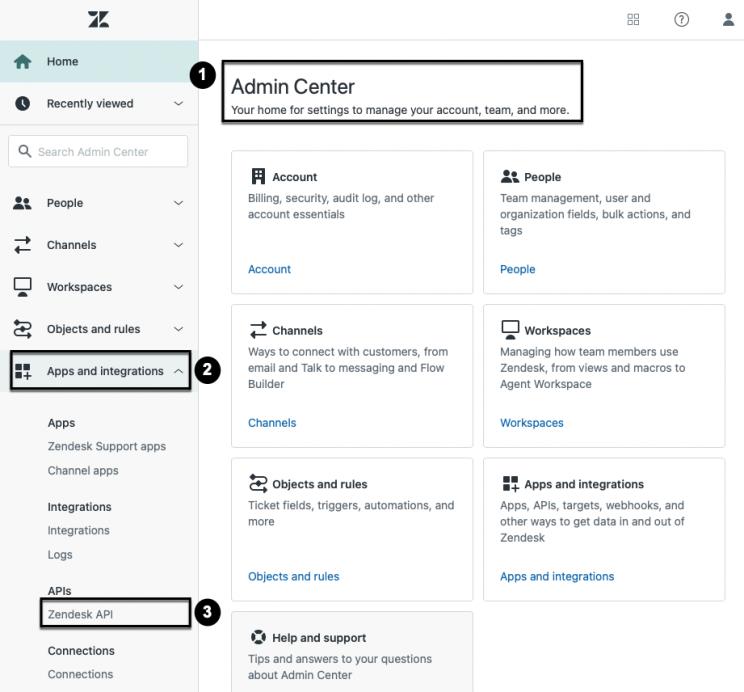 Home
Recently viewed
Search Admin Center
People
Channels
Workspaces
Objects and rules
Apps and integrations
2
Apps
Zendesk Support apps
Channel apps
Integrations
Integrations
Logs
APIs
Zendesk API
3
Connections
Connections
?
1
Admin Center
Your home for settings to manage your account, team, and more.
Account
Billing, security, audit log, and other
account essentials
Account
People
Team management, user and
organization fields, bulk actions, and
tags
People
Channels
Ways to connect with customers, from
email and Talk to messaging and Flow
Builder
Channels
Workspaces
Managing how team members use
Zendesk, from views and macros to
Agent Workspace
Workspaces
Objects and rules
Ticket fields, triggers, automations, and
more
Objects and rules
Apps and integrations
Apps, APIs, targets, webhooks, and
other ways to get data in and out of
Zendesk
Apps and integrations
Help and support
Tips and answers to your questions
about Admin Center